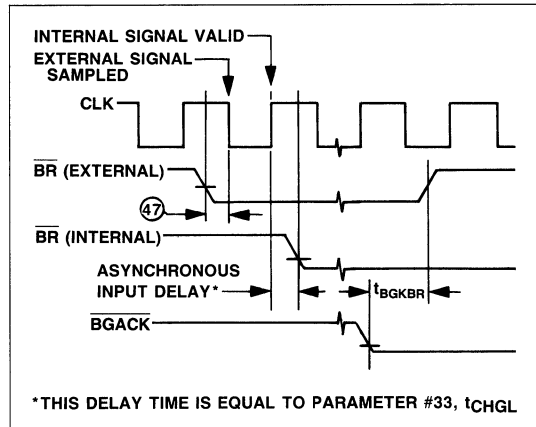 INTERNAL SIGNAL VALID
EXTERNAL SIGNAL
SAMPLED
CLK
BR (EXTERNAL)
47
BR (INTERNAL)
ASYNCHRONOUS
INPUT DELAY*
tBGKBR
BGACK
*THIS DELAY TIME IS EQUAL TO PARAMETER #33, tCHGL